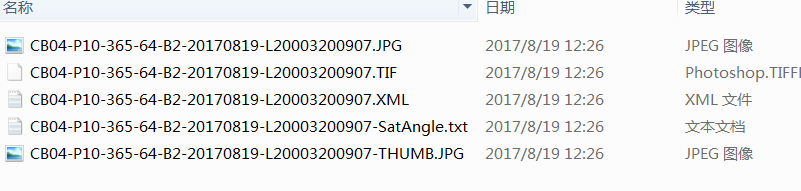 名称 日期 类型
CB04-P10-365-64-B2-20170819-L20003200907.JPG 2017/8/19 12:26 JPEG 图像
CB04-P10-365-64-B2-20170819-L20003200907.TIF 2017/8/19 12:26 Photoshop.TIFF
CB04-P10-365-64-B2-20170819-L20003200907.XML 2017/8/19 12:26 XML 文件
CB04-P10-365-64-B2-20170819-L20003200907-SatAngle.txt 2017/8/19 12:26 文本文档
CB04-P10-365-64-B2-20170819-L20003200907-THUMB.JPG 2017/8/19 12:26 JPEG 图像